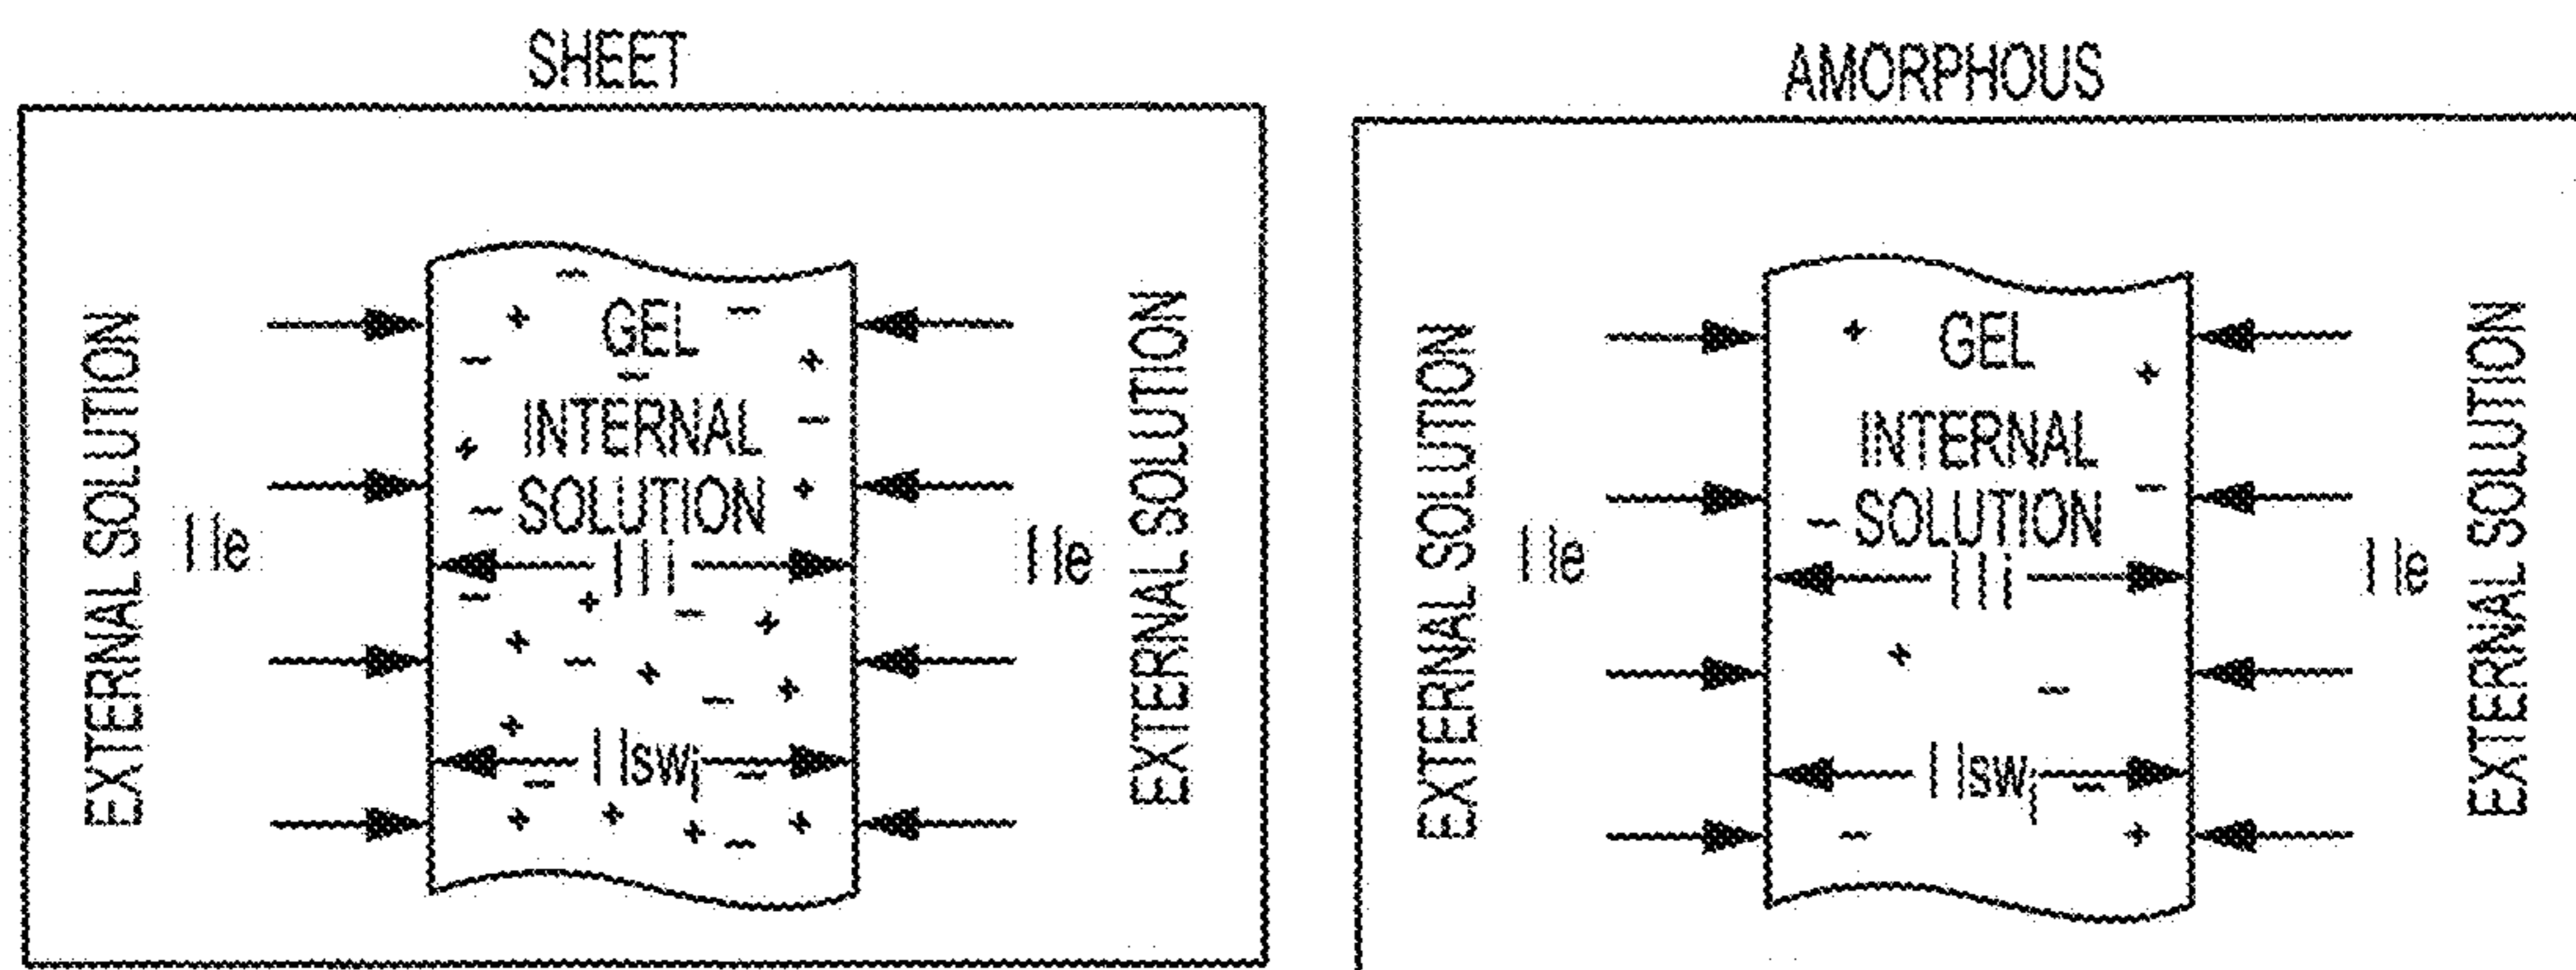 SHEET
EXTERNAL SOLUTION
GEL
INTERNAL
SOLUTION
EXTERNAL SOLUTION
AMORPHOUS
EXTERNAL SOLUTION
GEL
INTERNAL
SOLUTION
EXTERNAL SOLUTION